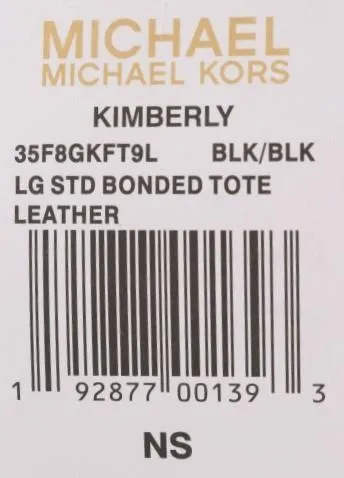 MICHAEL
MICHAEL KORS
KIMBERLY
35F8GKFT9L BLK/BLK
LG STD BONDED TOTE
LEATHER
1 92877 00139 3
NS